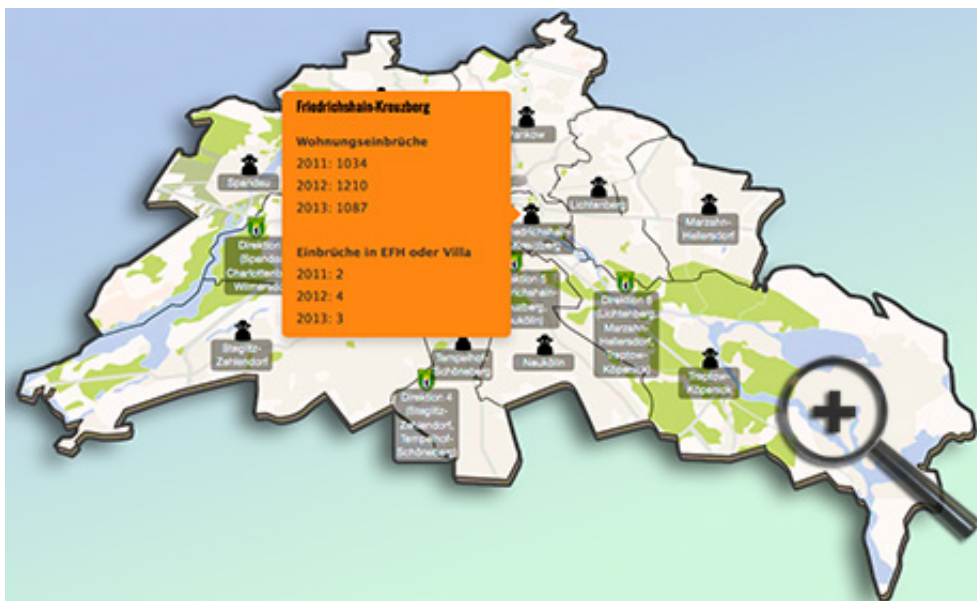 Friedrichshain-Kreuzberg
Wohnungseinbrüche
2011: 1034
2012: 1210
2013: 1087
Einbrüche in EFH oder Villa
2011: 2
2012: 4
2013: 3
Spandau
Lichtenberg
Marzahn-
Hellersdorf
Direktion 6
(Lichtenberg,
Marzahn-
Hellersdorf,
Treptow-
Köpenick)
Steglitz-
Zehlendorf
Tempelhof-
Schöneberg
Neukölln
Treptow-
Köpenick
Direktion 4
(Steglitz-
Zehlendorf,
Tempelhof-
Schöneberg)